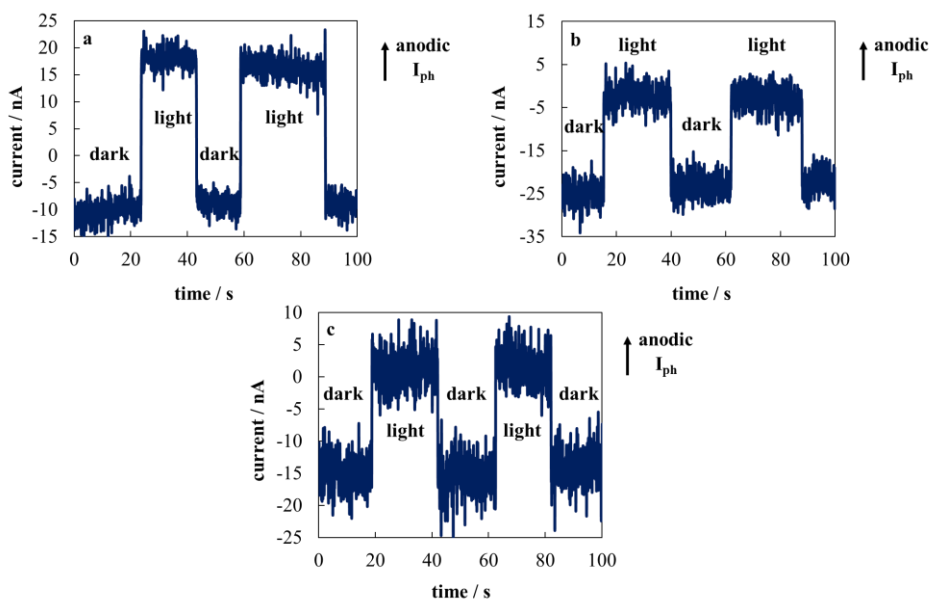 a
25
20
15
10
5
0
-5
-10
-15
current / nA
dark
light
dark
light
0 20 40 60 80 100
time / s
anodic
Iₚₕ
b
15
5
-5
-15
-25
-35
current / nA
light
light
dark
dark
0 20 40 60 80 100
time / s
anodic
Iₚₕ
c
10
5
0
-5
-10
-15
-20
-25
current / nA
dark
dark
dark
light
light
0 20 40 60 80 100
time / s
anodic
Iₚₕ